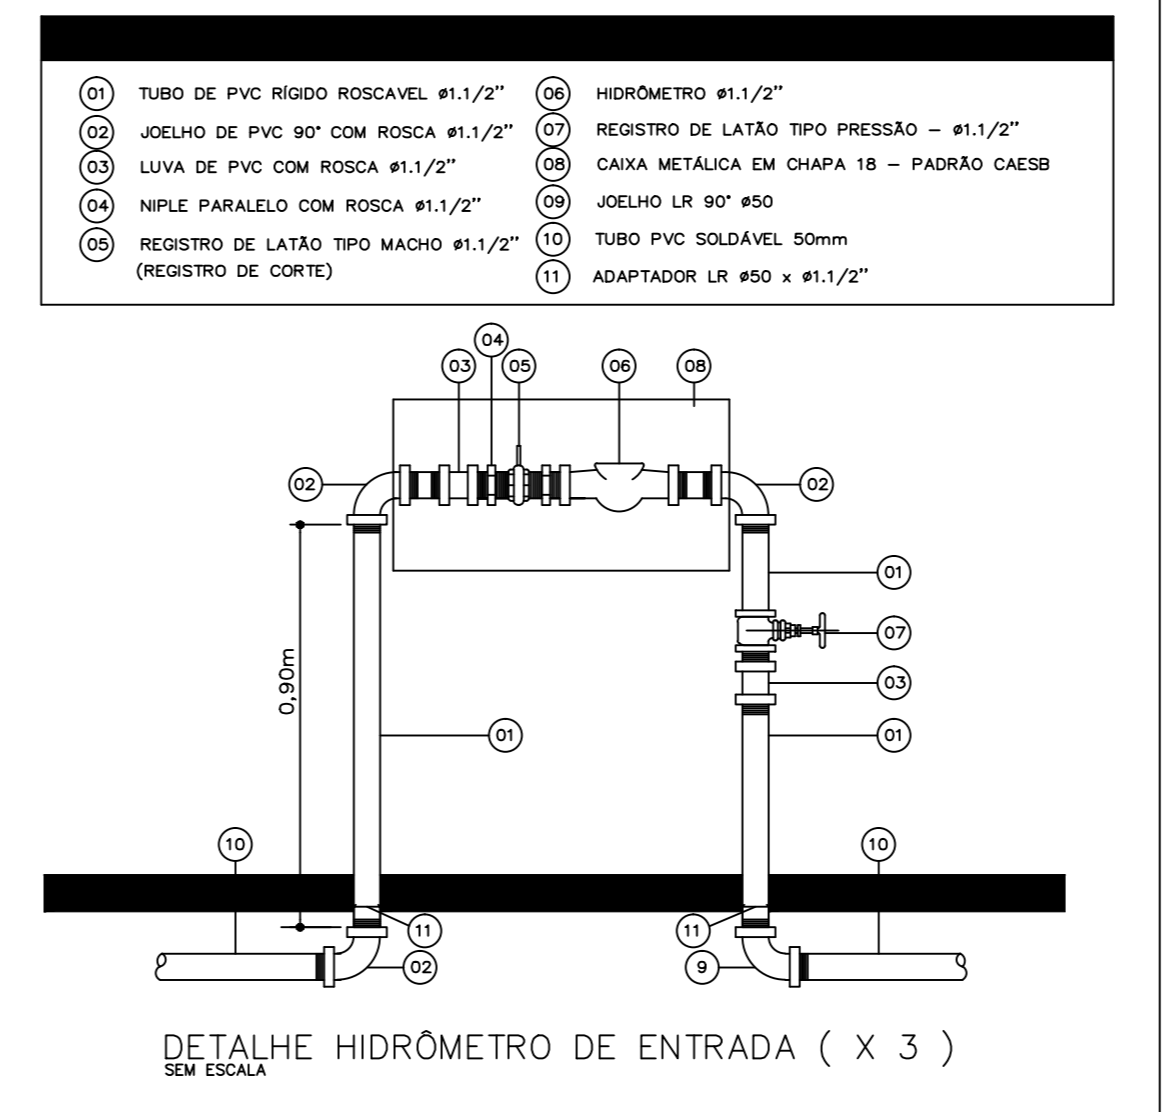 01 TUBO DE PVC RÍGIDO ROSCAVEL ø1.1/2”
02 JOELHO DE PVC 90° COM ROSCA ø1.1/2”
03 LUVA DE PVC COM ROSCA ø1.1/2”
04 NIPLE PARALELO COM ROSCA ø1.1/2”
05 REGISTRO DE LATÃO TIPO MACHO ø1.1/2”
(REGISTRO DE CORTE)
06 HIDRÔMETRO ø1.1/2”
07 REGISTRO DE LATÃO TIPO PRESSÃO – ø1.1/2”
08 CAIXA METÁLICA EM CHAPA 18 – PADRÃO CAESB
09 JOELHO LR 90° ø50
10 TUBO PVC SOLDÁVEL 50mm
11 ADAPTADOR LR ø50 x ø1.1/2”
04
03 05 06 08
02 02
01
07
0,90m
03
01 01
10 10
11 11
02 9
DETALHE HIDRÔMETRO DE ENTRADA ( X 3 )
SEM ESCALA